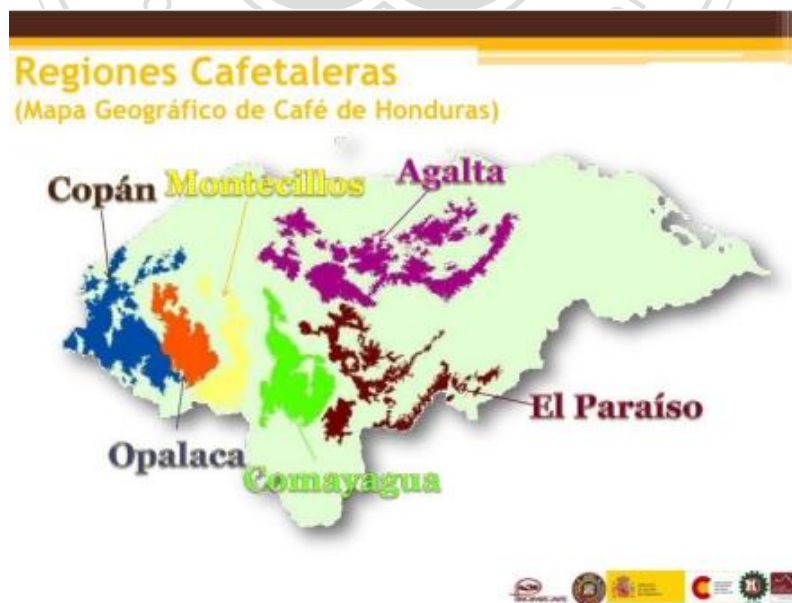 Regiones Cafetaleras
(Mapa Geográfico de Café de Honduras)
Copán
Montecillos
Agalta
El Paraíso
Opalaca
Comayagua